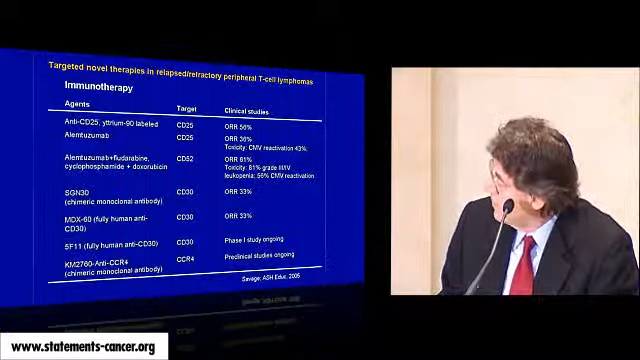 Targeted novel therapies in relapsed/refractory peripheral T-cell lymphomas
Immunotherapy
Agents Target Clinical studies
Anti-CD25, yttrium-90 labeled CD25 ORR 50%
Alemtuzumab CD25 ORR 36%
Toxicity: CMV reactivation 43%;
Alemtuzumab+fludarabine, CD52 ORR 61%
cyclophosphamide + doxorubicin Toxicity: 81% grade III/IV
leukopenia; 56% CMV reactivation
SGN30 CD30 ORR 33%
(chimeric monoclonal antibody)
MDX-60 (fully human anti- CD30 ORR 33%
CD30)
5F11 (fully human anti-CD30) CD30 Phase I study ongoing
KM2760-Anti-CCR4 CCR4 Preclinical studies ongoing
(chimeric monoclonal antibody)
Savage; ASH Educ. 2005
www.statements-cancer.org